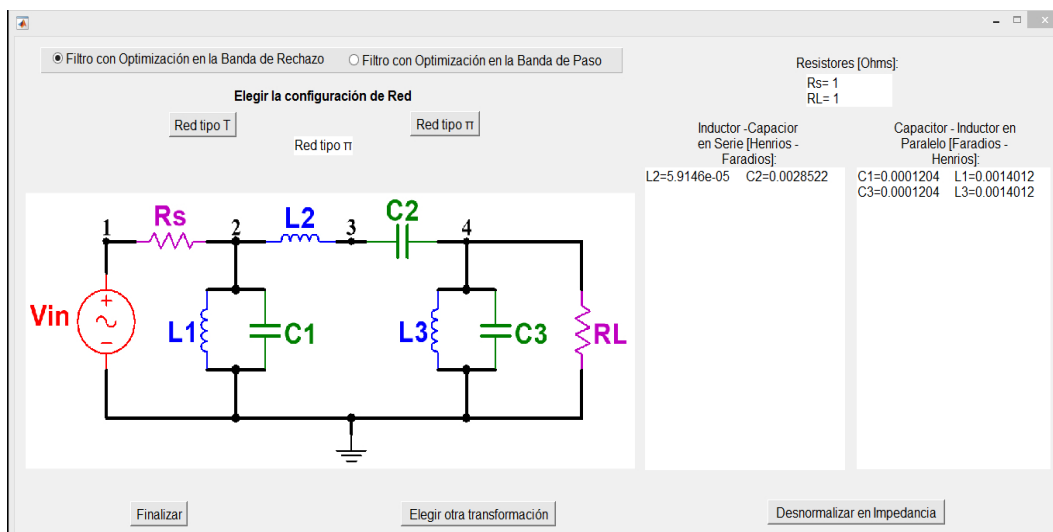 Filtro con Optimización en la Banda de Rechazo
Filtro con Optimización en la Banda de Paso
Elegir la configuración de Red
Red tipo T
Red tipo π
Red tipo π
Resistores [Ohms]:
Rs= 1
RL= 1
Inductor -Capacior
en Serie [Henrios -
Faradios]:
L2=5.9146e-05 C2=0.0028522
Capacitor - Inductor en
Paralelo [Faradios -
Henrios]:
C1=0.0001204 L1=0.0014012
C3=0.0001204 L3=0.0014012
1
Rs
2
L2
3
C2
4
Vin
L1
C1
L3
C3
RL
Finalizar
Elegir otra transformación
Desnormalizar en Impedancia